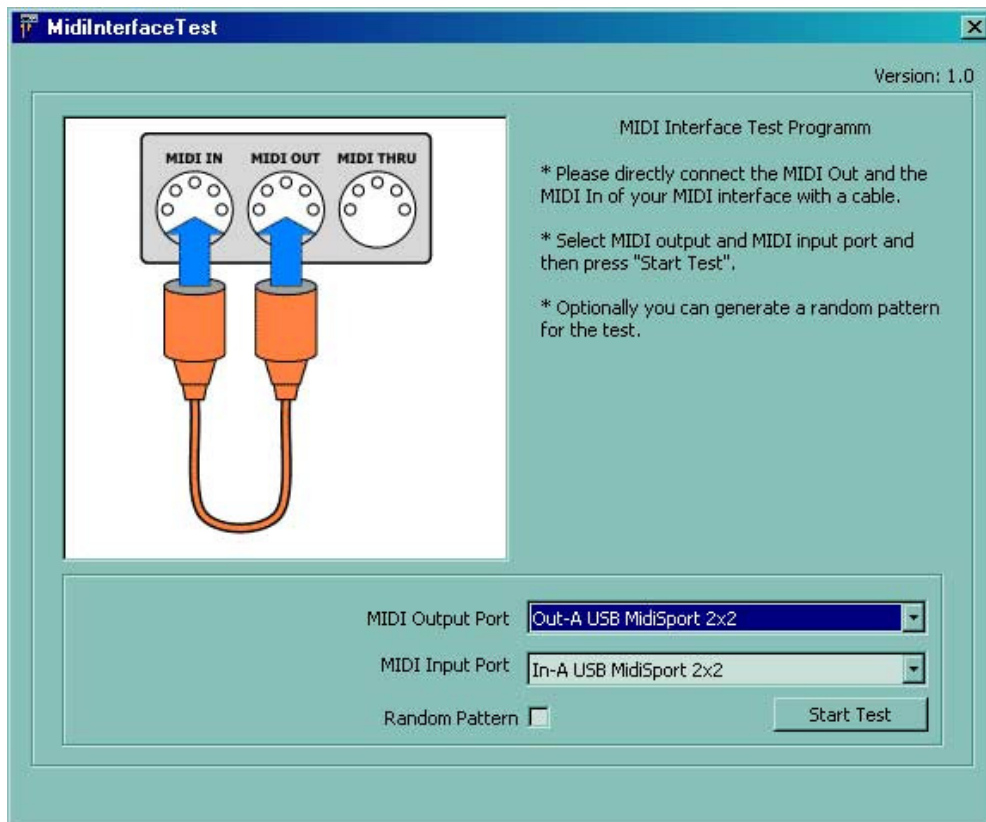 MidiInterfaceTest
Version: 1.0
MIDI IN MIDI OUT MIDI THRU
MIDI Interface Test Programm
* Please directly connect the MIDI Out and the
MIDI In of your MIDI interface with a cable.
* Select MIDI output and MIDI input port and
then press "Start Test".
* Optionally you can generate a random pattern
for the test.
MIDI Output Port Out-A USB MidiSport 2x2
MIDI Input Port In-A USB MidiSport 2x2
Random Pattern Start Test